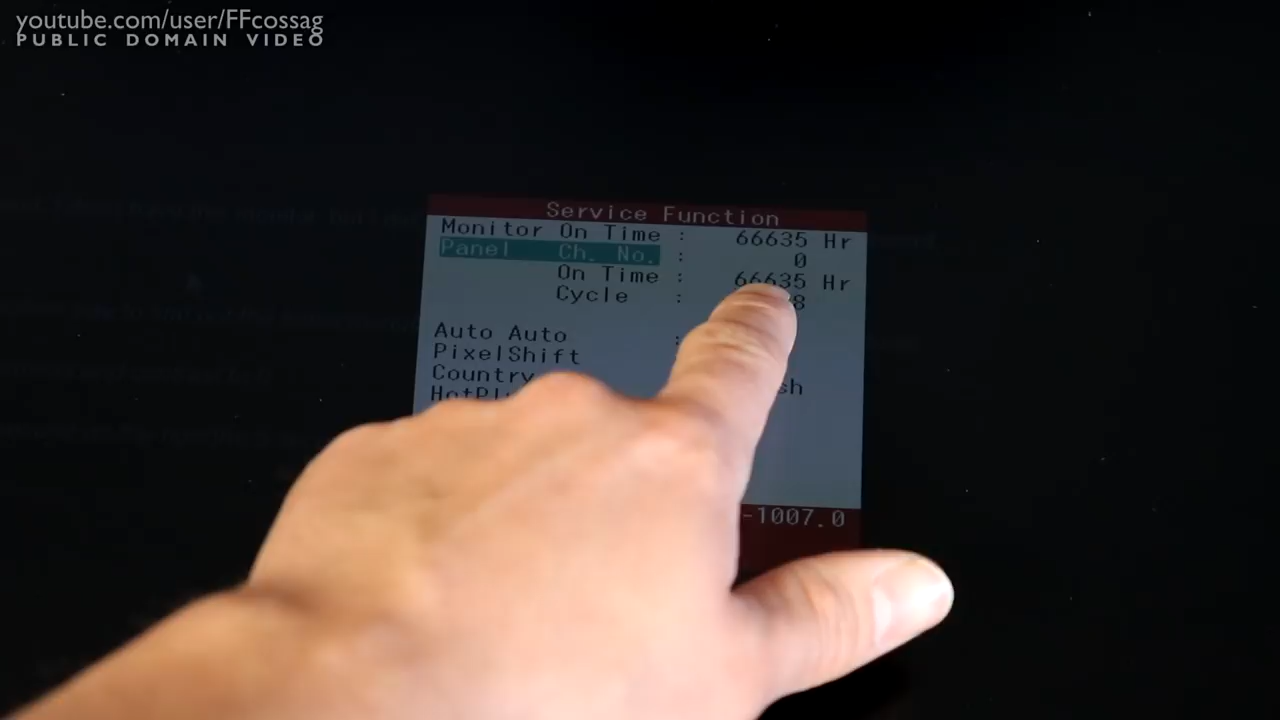 youtube.com/user/FFcossag
PUBLIC DOMAIN VIDEO
Service Function
Monitor On Time : 66635 Hr
Panel Ch. No. : 0
On Time : 66635 Hr
Cycle :
Auto Auto :
PixelShift
Country
-1007.0